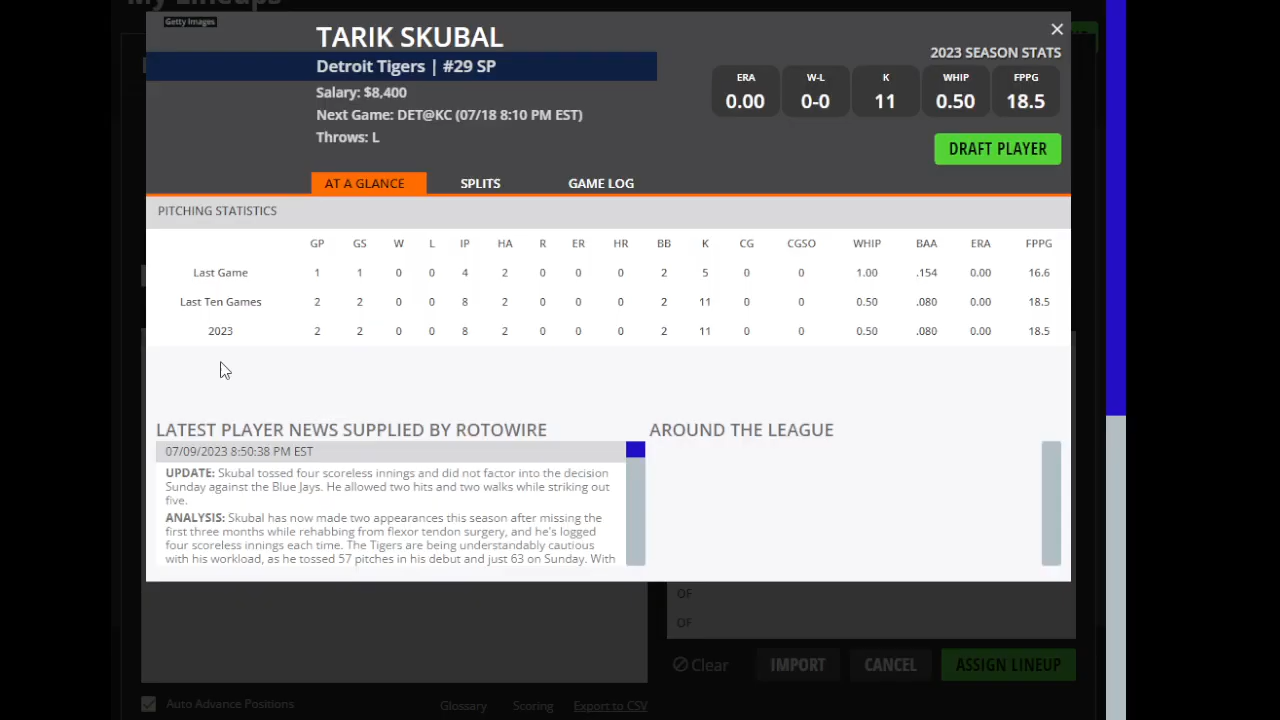 My Lineups
Getty Images
TARIK SKUBAL
Detroit Tigers | #29 SP
Salary: $8,400
Next Game: DET@KC (07/18 8:10 PM EST)
Throws: L
2023 SEASON STATS
ERA W-L K WHIP FPPG
0.00 0-0 11 0.50 18.5
DRAFT PLAYER
AT A GLANCE SPLITS GAME LOG
PITCHING STATISTICS
GP GS W L IP HA R ER HR BB K CG CGSO WHIP BAA ERA FPPG
Last Game 1 1 0 0 4 2 0 0 0 2 5 0 0 1.00 .154 0.00 16.6
Last Ten Games 2 2 0 0 8 2 0 0 0 2 11 0 0 0.50 .080 0.00 18.5
2023 2 2 0 0 8 2 0 0 0 2 11 0 0 0.50 .080 0.00 18.5
LATEST PLAYER NEWS SUPPLIED BY ROTOWIRE
07/09/2023 8:50:38 PM EST
UPDATE: Skubal tossed four scoreless innings and did not factor into the decision
Sunday against the Blue Jays. He allowed two hits and two walks while striking out
five.
ANALYSIS: Skubal has now made two appearances this season after missing the
first three months while rehabbing from flexor tendon surgery, and he's logged
four scoreless innings each time. The Tigers are being understandably cautious
with his workload, as he tossed 57 pitches in his debut and just 63 on Sunday. With
AROUND THE LEAGUE
OF
OF
Clear IMPORT CANCEL ASSIGN LINEUP
Auto Advance Positions Glossary Scoring Export to CSV